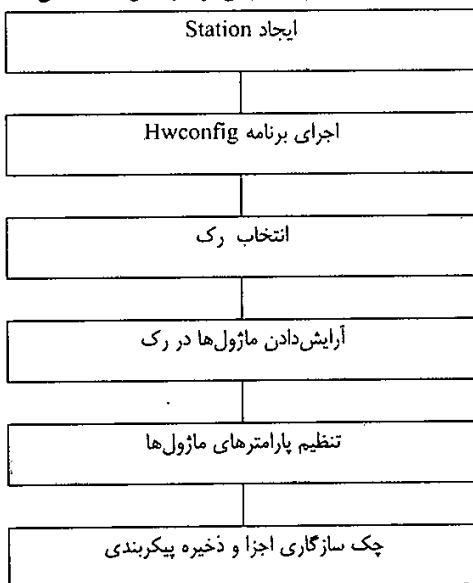 ایجاد Station
اجرای برنامه Hwconfig
انتخاب رک
آرایش‌دادن ماژول‌ها در رک
تنظیم پارامترهای ماژول‌ها
چک سازگاری اجزا و ذخیره پیکربندی